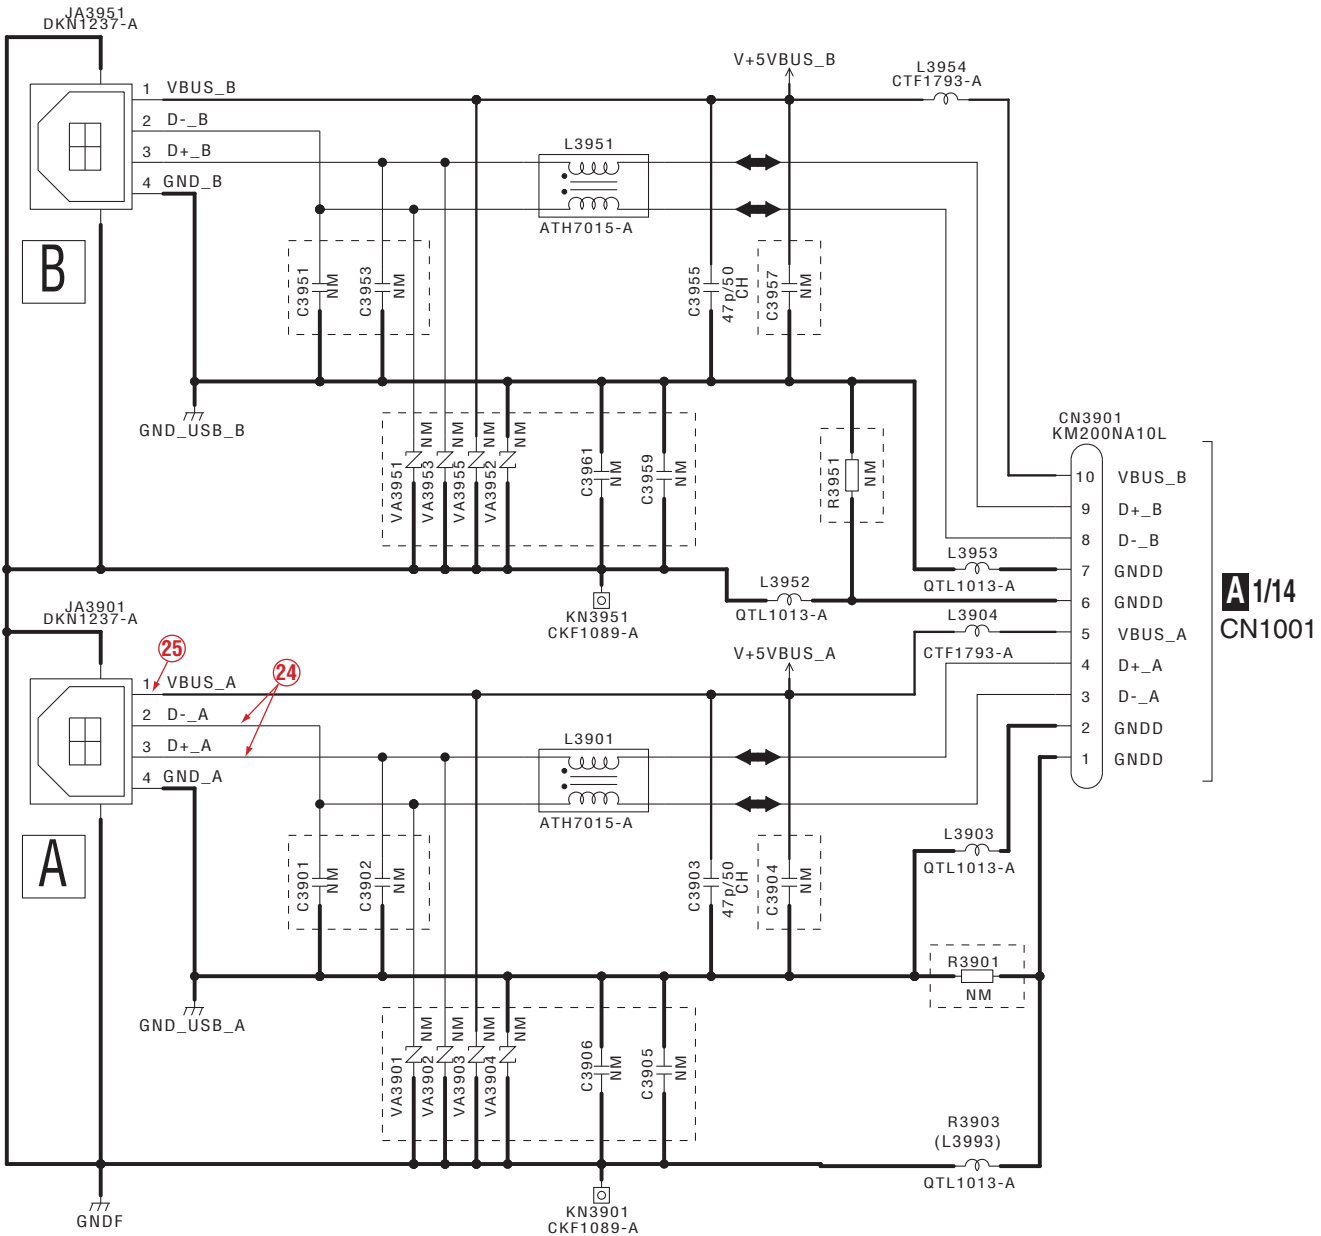 JA3951
DKN1237-A
1 VBUS_B
2 D-_B
3 D+_B
4 GND_B
B
V+5VBUS_B
L3954
CTF1793-A
L3951
ATH7015-A
C3951
NM
C3953
NM
C3955
47p/50
CH
C3957
NM
GND_USB_B
VA3951
NM
VA3953
NM
VA3955
NM
VA3952
NM
C3961
NM
C3959
NM
R3951
NM
CN3901
KM200NA10L
10 VBUS_B
9 D+_B
8 D-_B
7 GNDD
6 GNDD
5 VBUS_A
4 D+_A
3 D-_A
2 GNDD
1 GNDD
A 1/14
CN1001
L3953
QTL1013-A
L3952
QTL1013-A
KN3951
CKF1089-A
L3904
CTF1793-A
JA3901
DKN1237-A
25
24
1 VBUS_A
2 D-_A
3 D+_A
4 GND_A
A
V+5VBUS_A
L3901
ATH7015-A
C3901
NM
C3902
NM
C3903
47p/50
CH
C3904
NM
L3903
QTL1013-A
R3901
NM
GND_USB_A
VA3901
NM
VA3902
NM
VA3903
NM
VA3904
NM
C3906
NM
C3905
NM
R3903
(L3993)
QTL1013-A
GNDF
KN3901
CKF1089-A